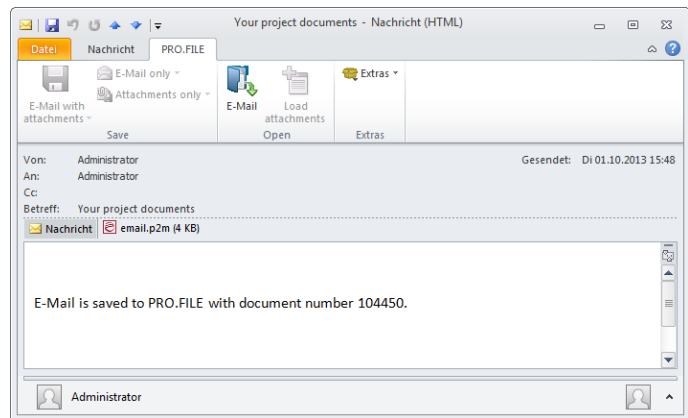 Your project documents - Nachricht (HTML)
Datei Nachricht PRO.FILE
E-Mail with attachments
E-Mail only
Attachments only
Save
E-Mail
Load attachments
Open
Extras
Extras
Von: Administrator
Gesendet: Di 01.10.2013 15:48
An: Administrator
Cc:
Betreff: Your project documents
Nachricht email.p2m (4 KB)
E-Mail is saved to PRO.FILE with document number 104450.
Administrator